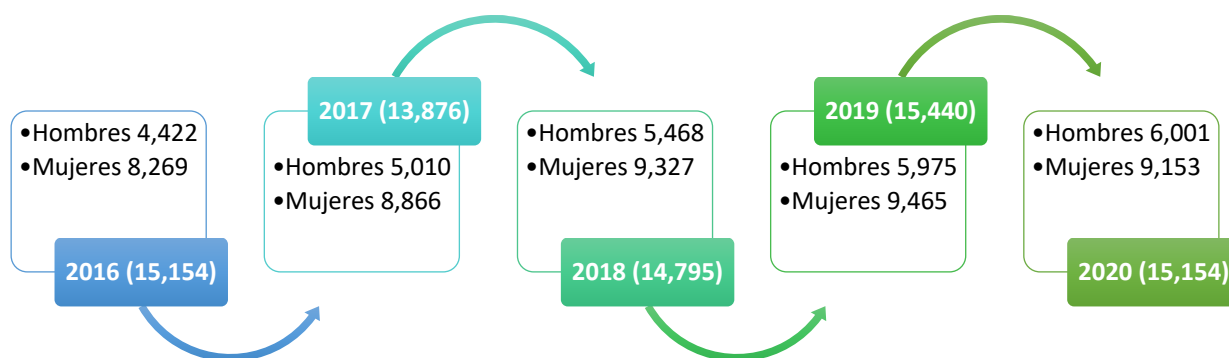 •Hombres 4,422
•Mujeres 8,269
2016 (15,154)
2017 (13,876)
•Hombres 5,010
•Mujeres 8,866
•Hombres 5,468
•Mujeres 9,327
2018 (14,795)
2019 (15,440)
•Hombres 5,975
•Mujeres 9,465
•Hombres 6,001
•Mujeres 9,153
2020 (15,154)